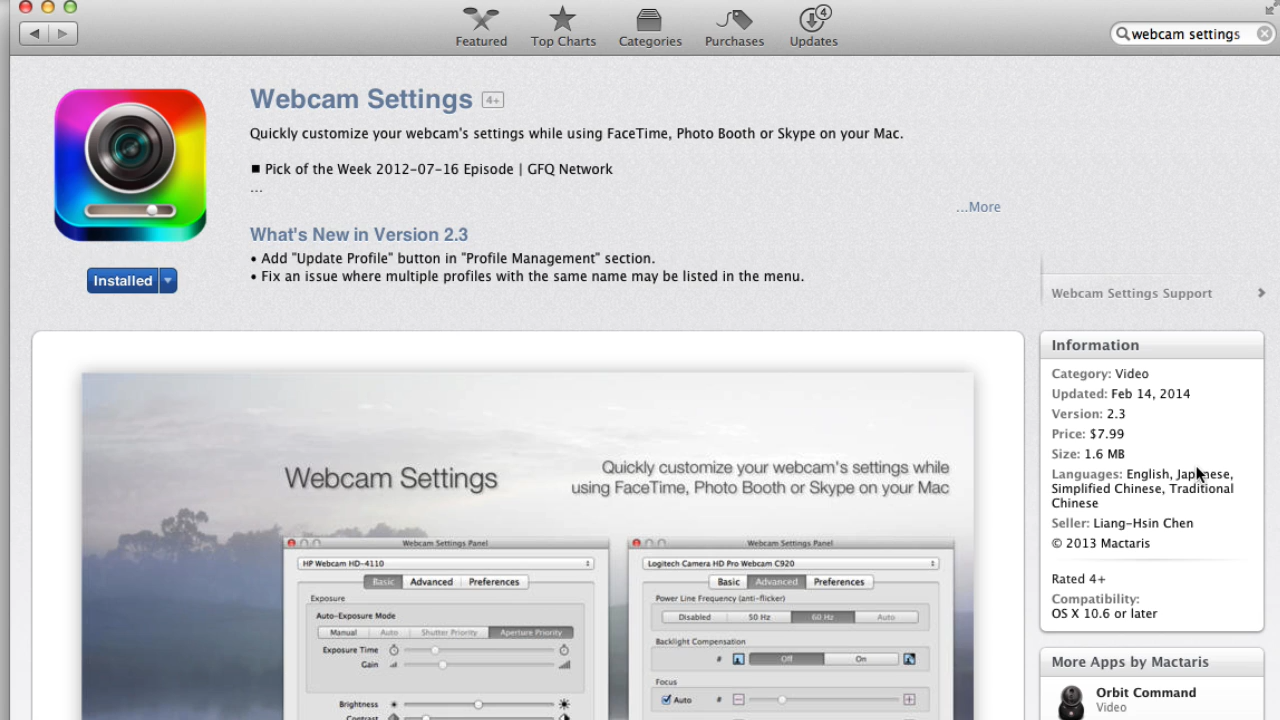 4
Featured
Top Charts
Categories
Purchases
Updates
webcam settings
Webcam Settings 4+
Quickly customize your webcam's settings while using FaceTime, Photo Booth or Skype on your Mac.
■ Pick of the Week 2012-07-16 Episode | GFQ Network
...
...More
What's New in Version 2.3
• Add "Update Profile" button in "Profile Management" section.
• Fix an issue where multiple profiles with the same name may be listed in the menu.
Installed
Webcam Settings Support
Information
Category: Video
Updated: Feb 14, 2014
Version: 2.3
Price: $7.99
Size: 1.6 MB
Languages: English, Japanese,
Simplified Chinese, Traditional
Chinese
Seller: Liang-Hsin Chen
© 2013 Mactaris
Rated 4+
Compatibility:
OS X 10.6 or later
More Apps by Mactaris
Orbit Command
Video
Webcam Settings
Quickly customize your webcam's settings while
using FaceTime, Photo Booth or Skype on your Mac
Webcam Settings Panel
HP Webcam HD-4110
Basic Advanced Preferences
Exposure
Auto-Exposure Mode
Manual Auto Shutter Priority Aperture Priority
Exposure Time
Gain
Brightness
Contrast
Webcam Settings Panel
Logitech Camera HD Pro Webcam C920
Basic Advanced Preferences
Power Line Frequency (anti-flicker)
Disabled 50 Hz 60 Hz Auto
Backlight Compensation
# Off On
Focus
Auto #